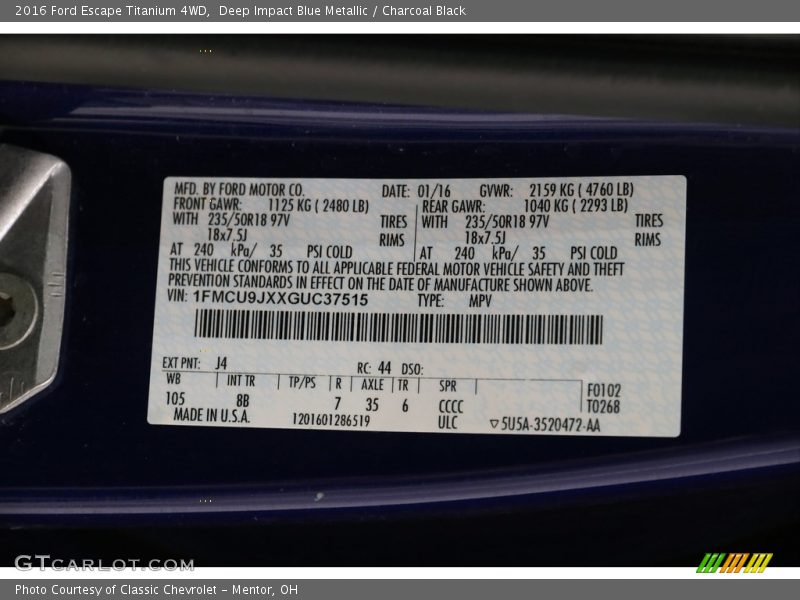 2016 Ford Escape Titanium 4WD, Deep Impact Blue Metallic / Charcoal Black
MFD. BY FORD MOTOR CO. DATE: 01/16 GVWR: 2159 KG ( 4760 LB)
FRONT GAWR: 1125 KG ( 2480 LB) REAR GAWR: 1040 KG ( 2293 LB)
WITH 235/50R18 97V TIRES WITH 235/50R18 97V TIRES
18x7.5J RIMS 18x7.5J RIMS
AT 240 kPa/ 35 PSI COLD AT 240 kPa/ 35 PSI COLD
THIS VEHICLE CONFORMS TO ALL APPLICABLE FEDERAL MOTOR VEHICLE SAFETY AND THEFT
PREVENTION STANDARDS IN EFFECT ON THE DATE OF MANUFACTURE SHOWN ABOVE.
VIN: 1FMCU9JXXGUC37515 TYPE: MPV
EXT PNT: J4 RC: 44 DSO:
WB INT TR TP/PS R AXLE TR SPR F0102
105 8B 7 35 6 CCCC T0268
MADE IN U.S.A. 1201601286519 ULC ▽5U5A-3520472-AA
GTCARLOT.COM
Photo Courtesy of Classic Chevrolet - Mentor, OH